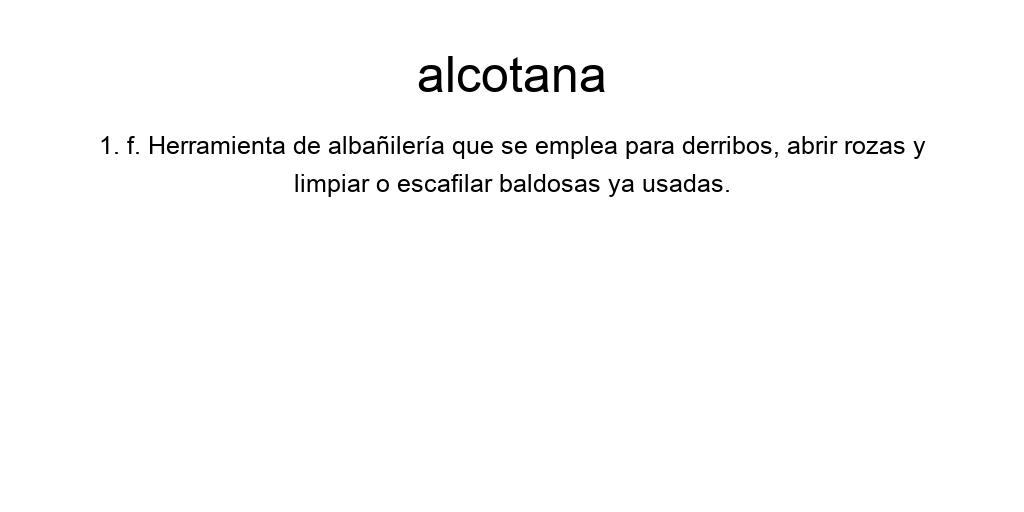 alcotana
1. f. Herramienta de albañilería que se emplea para derribos, abrir rozas y
limpiar o escafilar baldosas ya usadas.